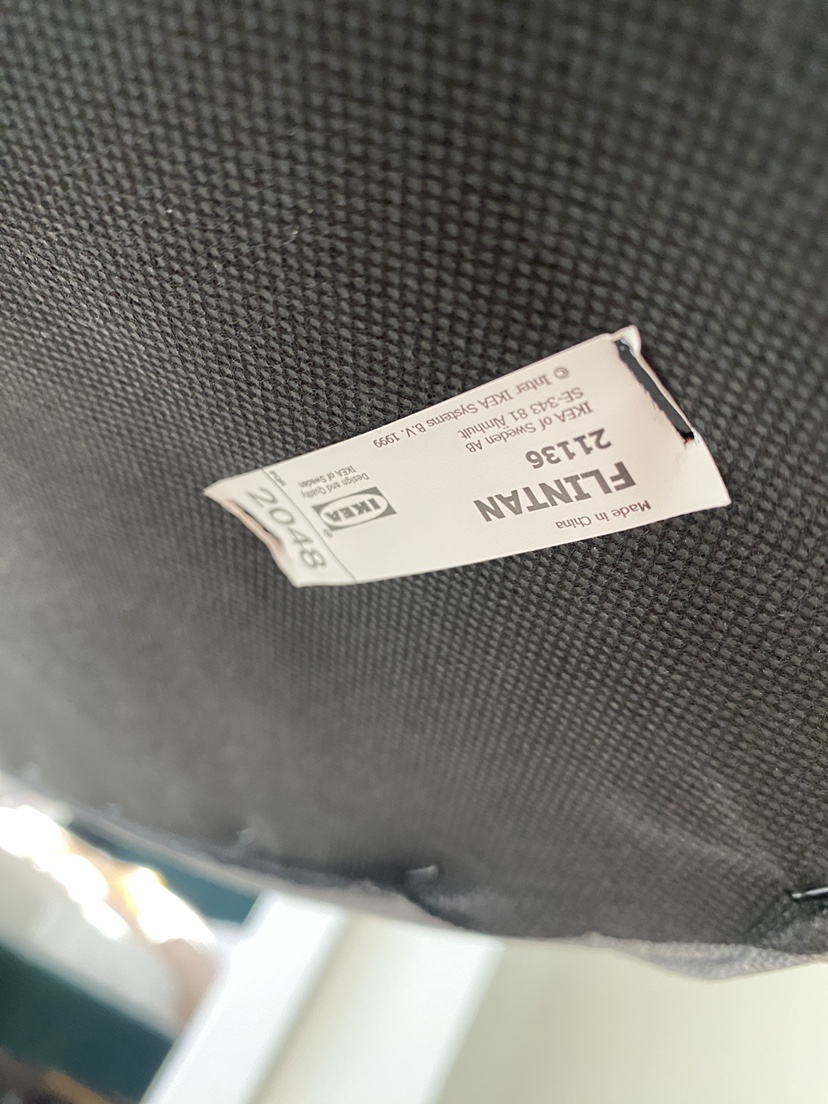 Made in China
FLINTAN
21136
IKEA of Sweden AB
SE-343 81 Älmhult
© Inter IKEA Systems B.V. 1999
IKEA
®
Design and Quality
IKEA of Sweden
2048